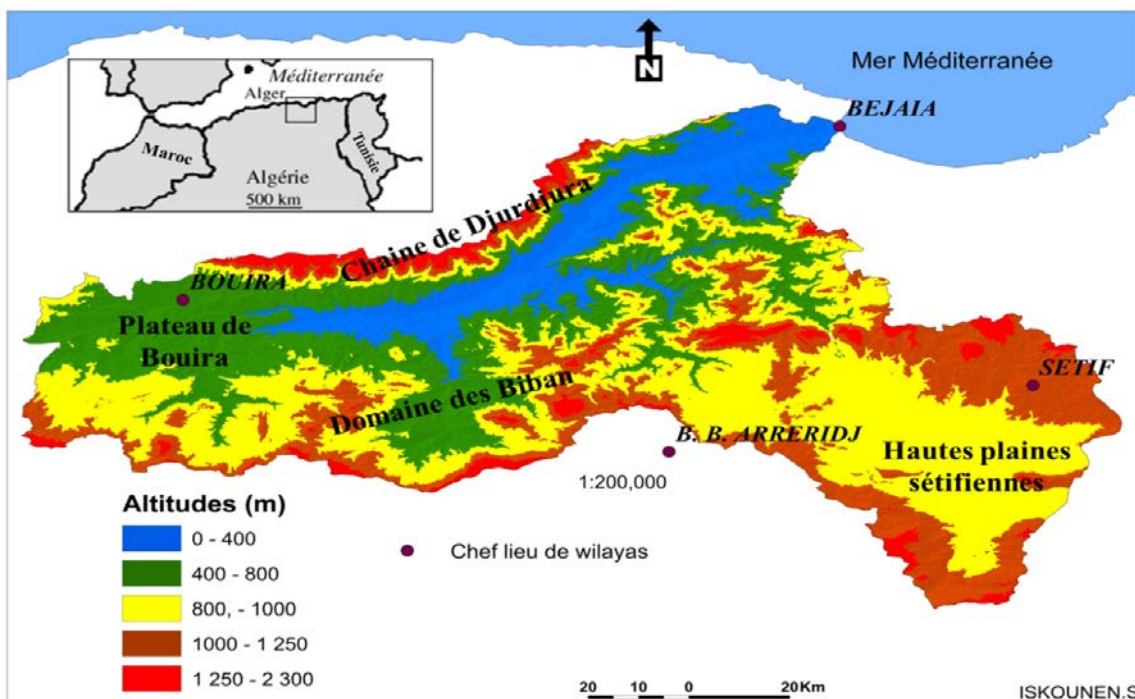 Mer Méditerranée
N
BEJAIA
Méditerranée
Alger
Maroc
Tunisie
Algérie
500 km
Chaine de Djurdjura
BOUIRA
Plateau de
Bouira
Domaine des Biban
SETIF
B. B. ARRERIDJ
Hautes plaines
sétifiennes
1:200,000
Altitudes (m)
0 - 400
400 - 800
800, - 1000
1000 - 1 250
1 250 - 2 300
Chef lieu de wilayas
20 10 0 20 Km
ISKOUNEN.S